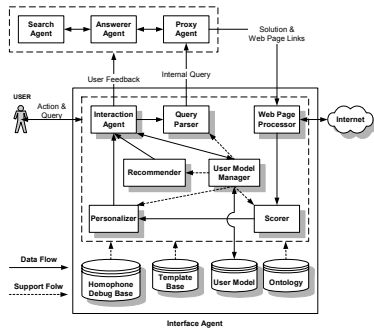 Search
Agent
Answerer
Agent
Proxy
Agent
Solution &
Web Page
Links
User Feedback
Internal Query
USER
Action &
Query
Interaction
Agent
Query
Parser
Web Page
Processor
Internet
Recommender
User Model
Manager
Personalizer
Scorer
Data Flow
Support Folw
Homophone
Debug Base
Template
Base
User Model
Ontology
Interface Agent